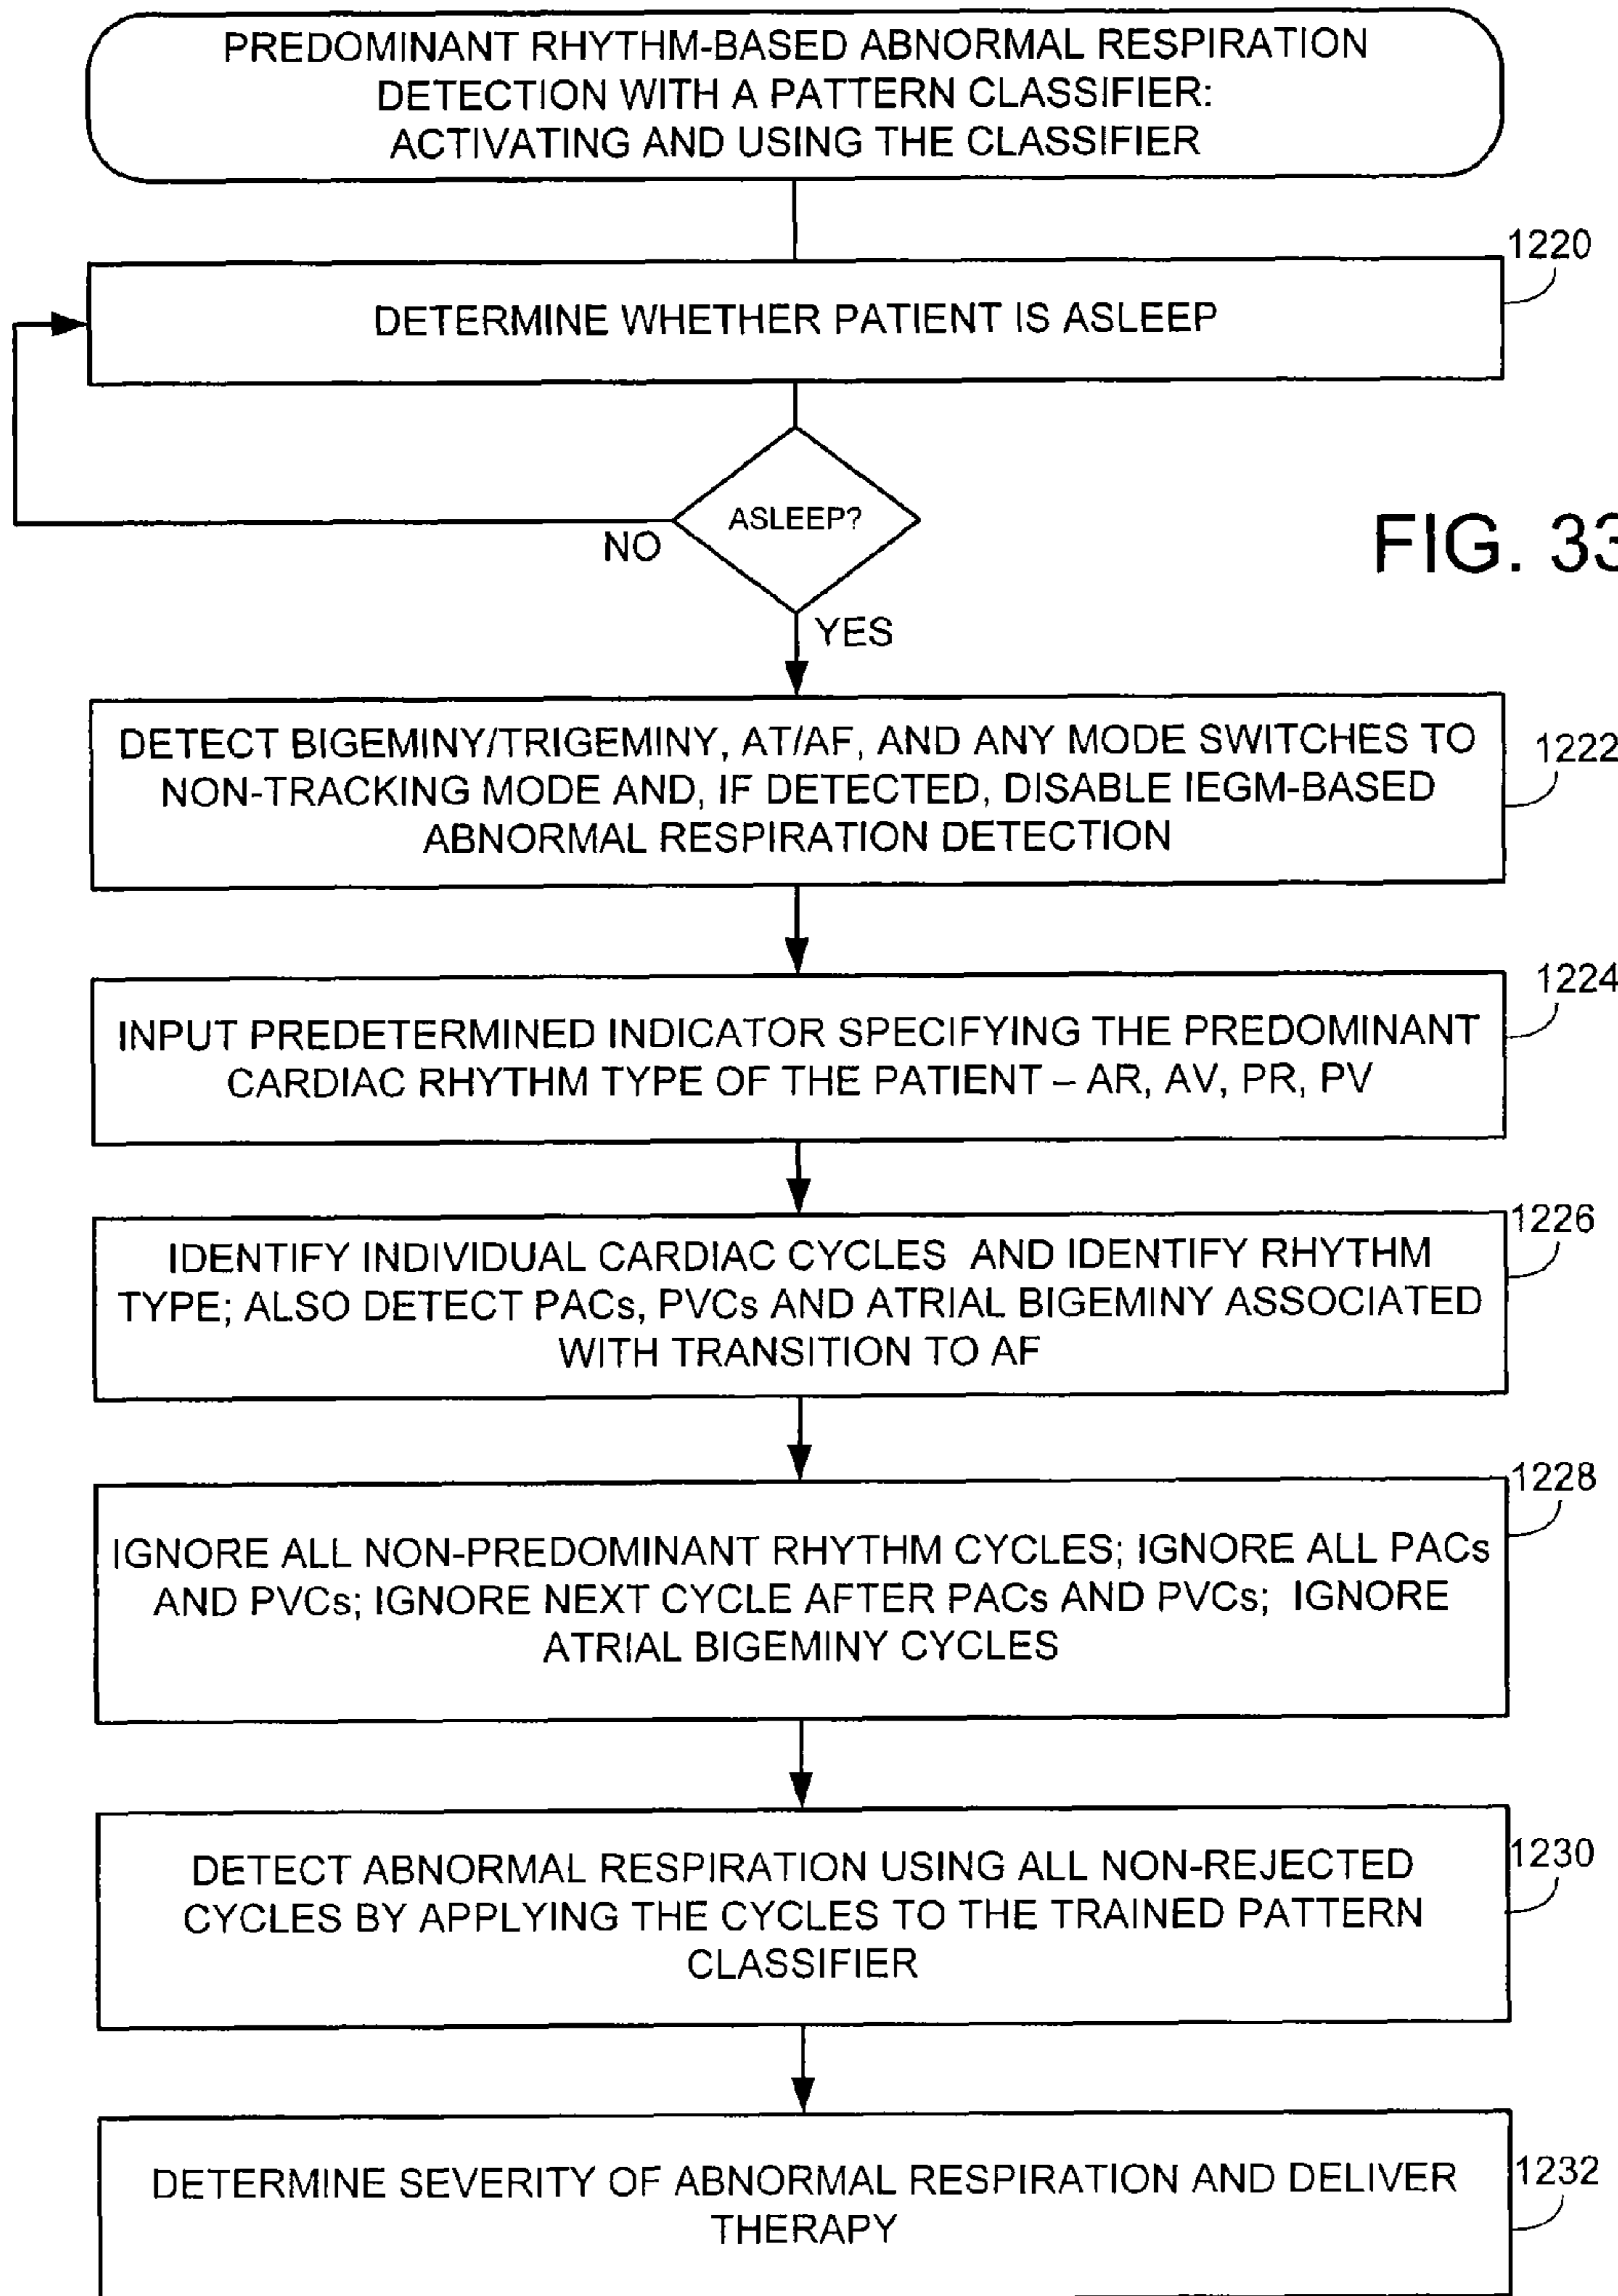 PREDOMINANT RHYTHM-BASED ABNORMAL RESPIRATION
DETECTION WITH A PATTERN CLASSIFIER:
ACTIVATING AND USING THE CLASSIFIER
1220
DETERMINE WHETHER PATIENT IS ASLEEP
ASLEEP?
NO
FIG. 33
YES
1222
DETECT BIGEMINY/TRIGEMINY, AT/AF, AND ANY MODE SWITCHES TO
NON-TRACKING MODE AND, IF DETECTED, DISABLE IEGM-BASED
ABNORMAL RESPIRATION DETECTION
1224
INPUT PREDETERMINED INDICATOR SPECIFYING THE PREDOMINANT
CARDIAC RHYTHM TYPE OF THE PATIENT – AR, AV, PR, PV
1226
IDENTIFY INDIVIDUAL CARDIAC CYCLES AND IDENTIFY RHYTHM
TYPE; ALSO DETECT PACs, PVCs AND ATRIAL BIGEMINY ASSOCIATED
WITH TRANSITION TO AF
1228
IGNORE ALL NON-PREDOMINANT RHYTHM CYCLES; IGNORE ALL PACs
AND PVCs; IGNORE NEXT CYCLE AFTER PACs AND PVCs; IGNORE
ATRIAL BIGEMINY CYCLES
1230
DETECT ABNORMAL RESPIRATION USING ALL NON-REJECTED
CYCLES BY APPLYING THE CYCLES TO THE TRAINED PATTERN
CLASSIFIER
1232
DETERMINE SEVERITY OF ABNORMAL RESPIRATION AND DELIVER
THERAPY